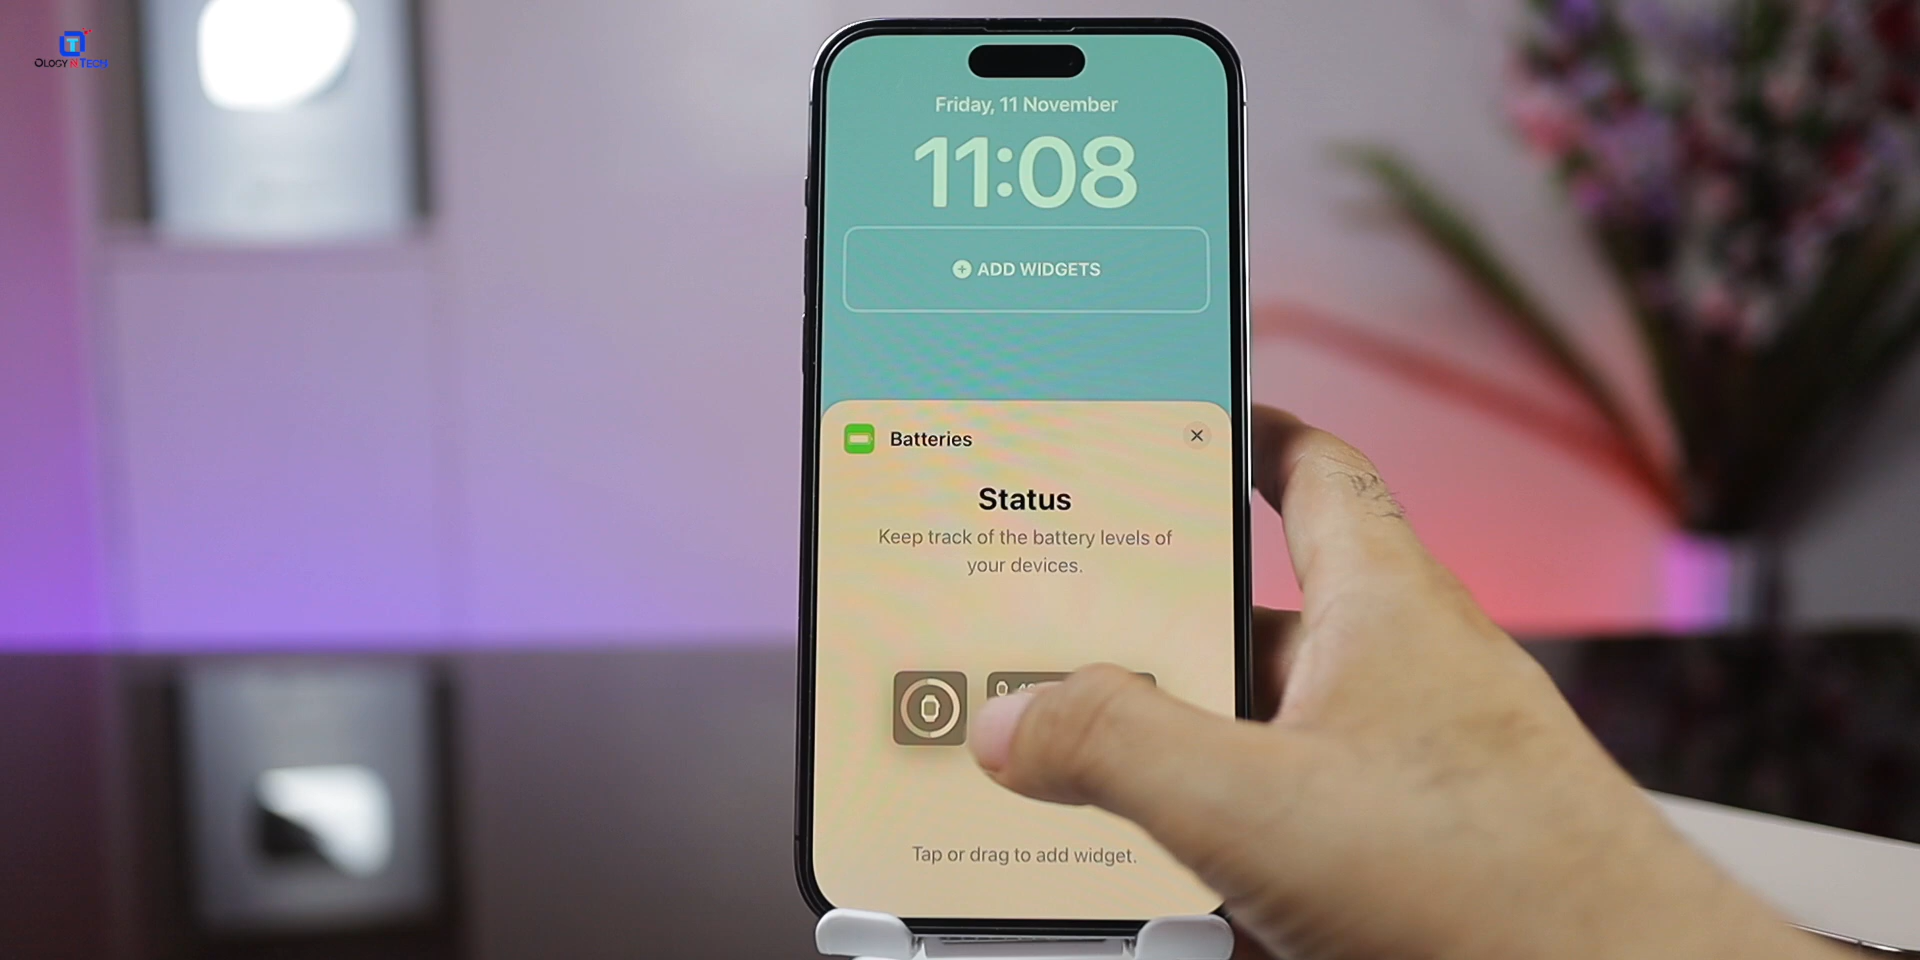 Ology N Tech
Friday, 11 November
11:08
ADD WIDGETS
Batteries
Status
Keep track of the battery levels of
your devices.
Tap or drag to add widget.